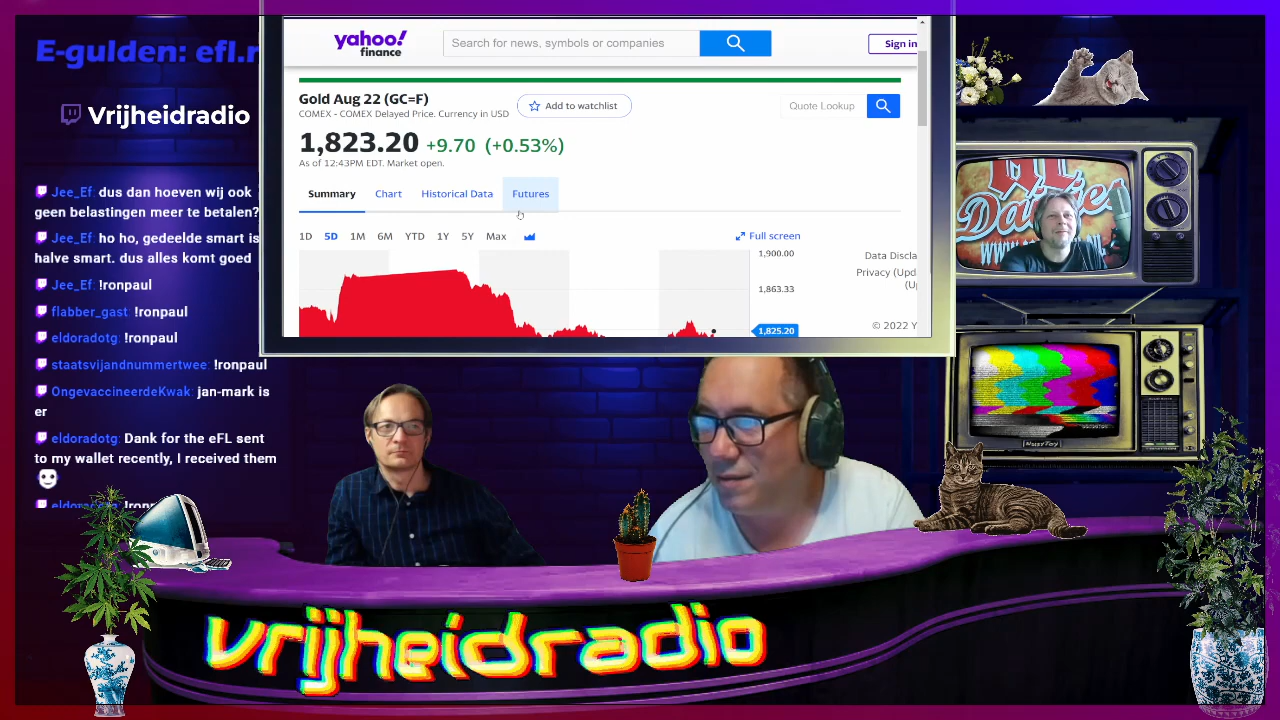 E-gulden: efl.r
Vrijheidradio
Jee_Ef: dus dan hoeven wij ook
geen belastingen meer te betalen?
Jee_Ef: ho ho, gedeelde smart is
halve smart. dus alles komt goed
Jee_Ef: !ronpaul
flabber_gast: !ronpaul
eldoradotg: !ronpaul
staatsvijandnummertwee: !ronpaul
OngevaccineerdeKwak: jan-mark is
er
eldoradotg: Dank for the eFL sent
to my wallet recently, I reseived them
yahoo!
finance
Search for news, symbols or companies
Sign in
Gold Aug 22 (GC=F)
COMEX - COMEX Delayed Price. Currency in USD
Add to watchlist
Quote Lookup
1,823.20 +9.70 (+0.53%)
As of 12:43PM EDT. Market open.
Summary Chart Historical Data Futures
1D 5D 1M 6M YTD 1Y 5Y Max
Full screen
1,900.00
1,863.33
1,825.20
Data Discla
Privacy (Upd
(U
© 2022 Y
vrijheidradio